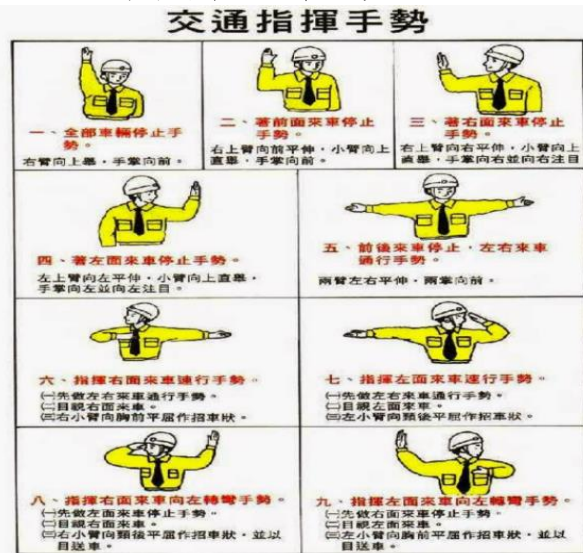 交通指揮手勢
一、全部車輛停止手
勢。
右臂向上舉，手掌向前。
二、著前面來車停止
手勢。
右上臂向前平伸，小臂向上
直舉，手掌向前。
三、著右面來車停止
手勢。
右上臂向右平伸，小臂向上
直舉，手掌向右並向右注目
四、著左面來車停止手勢。
左上臂向左平伸，小臂向上直舉，
手掌向左並向左注目。
五、前後來車停止，左右來車
通行手勢。
兩臂左右平伸，兩掌向前。
六、指揮右面來車速行手勢。
㈠先做左右來車通行手勢。
㈡目視右面來車。
㈢右小臂向胸前平屈作招車狀。
七、指揮左面來車速行手勢。
㈠先做左右來車通行手勢。
㈡目視左面來車。
㈢左小臂向頸後平屈作招車狀。
八、指揮右面來車向左轉彎手勢。
㈠先做左面來車停止手勢。
㈡目視右面來車。
㈢右小臂向頸後平屈作招車狀，並以
目送車。
九、指揮左面來車向左轉彎手勢。
㈠先做右面來車停止手勢。
㈡目視左面來車。
㈢左小臂向胸前平屈作招車狀，並以
目送車。